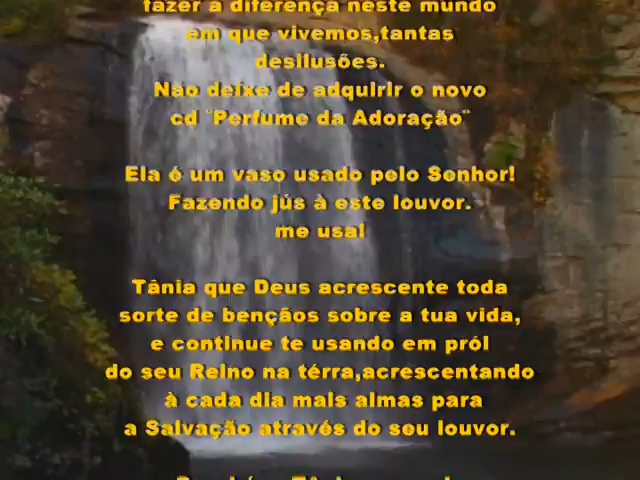 fazer a diferença neste mundo
em que vivemos,tantas
desilusões.
Não deixe de adquirir o novo
cd ¨Perfume da Adoração¨
Ela é um vaso usado pelo Senhor!
Fazendo jús à este louvor.
me usa!
Tânia que Deus acrescente toda
sorte de bençãos sobre a tua vida,
e continue te usando em pról
do seu Reino na térra,acrescentando
à cada dia mais almas para
a Salvação através do seu louvor.